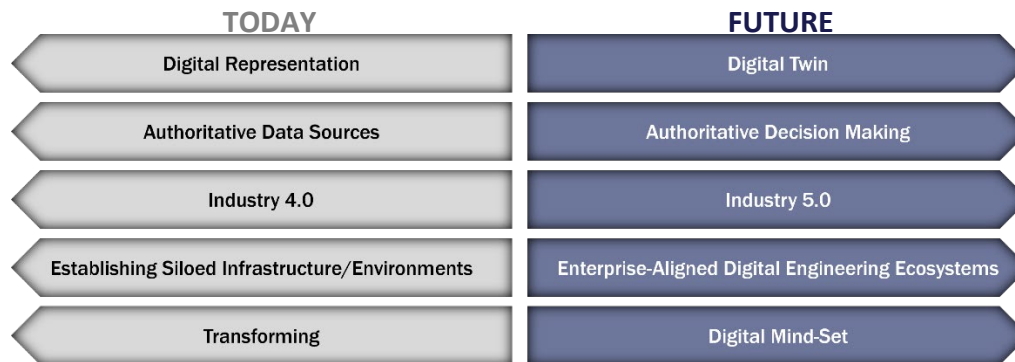 TODAY
FUTURE
Digital Representation
Digital Twin
Authoritative Data Sources
Authoritative Decision Making
Industry 4.0
Industry 5.0
Establishing Siloed Infrastructure/Environments
Enterprise-Aligned Digital Engineering Ecosystems
Transforming
Digital Mind-Set